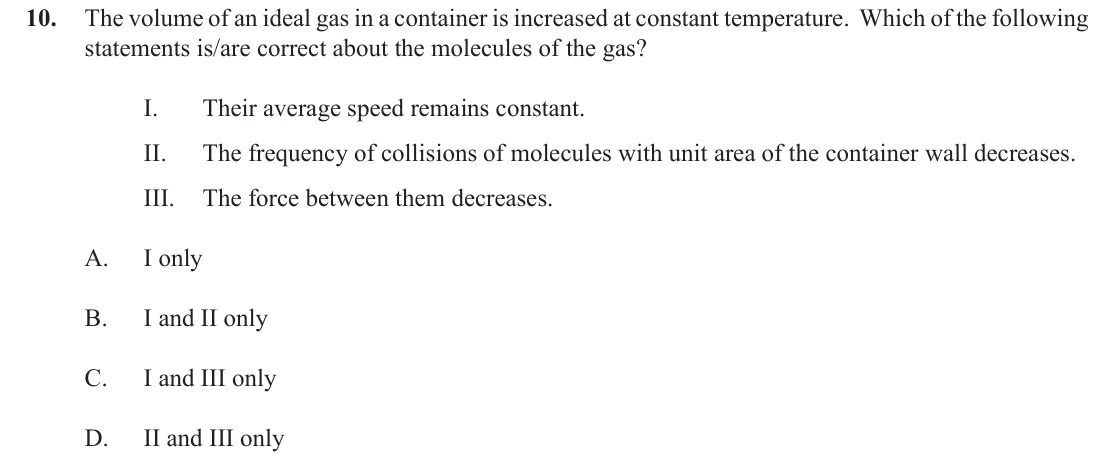 10. The volume of an ideal gas in a container is increased at constant temperature. Which of the following
statements is/are correct about the molecules of the gas?
I. Their average speed remains constant.
II. The frequency of collisions of molecules with unit area of the container wall decreases.
III. The force between them decreases.
A. I only
B. I and II only
C. I and III only
D. II and III only